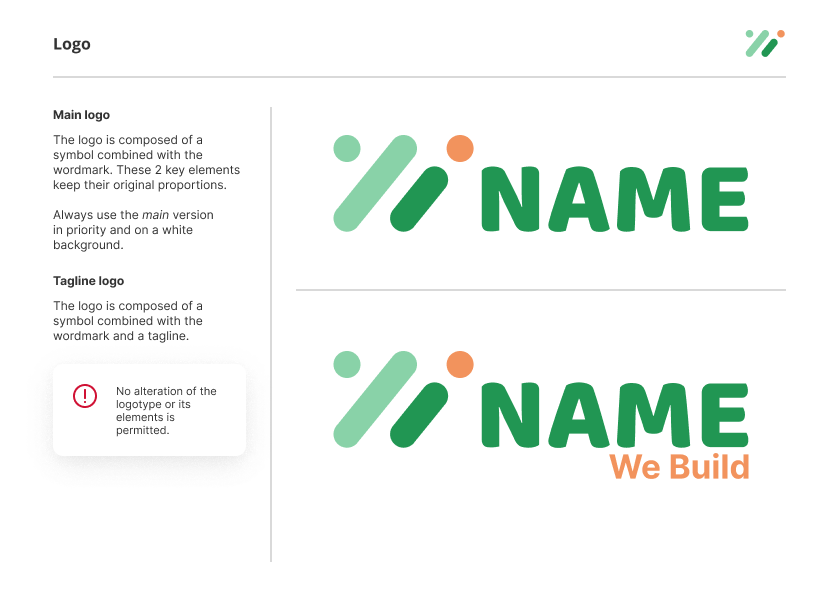 Logo
Main logo
The logo is composed of a
symbol combined with the
wordmark. These 2 key elements
keep their original proportions.
Always use the main version
in priority and on a white
background.
Tagline logo
The logo is composed of a
symbol combined with the
wordmark and a tagline.
No alteration of the
logotype or its
elements is
permitted.
NAME
NAME
We Build